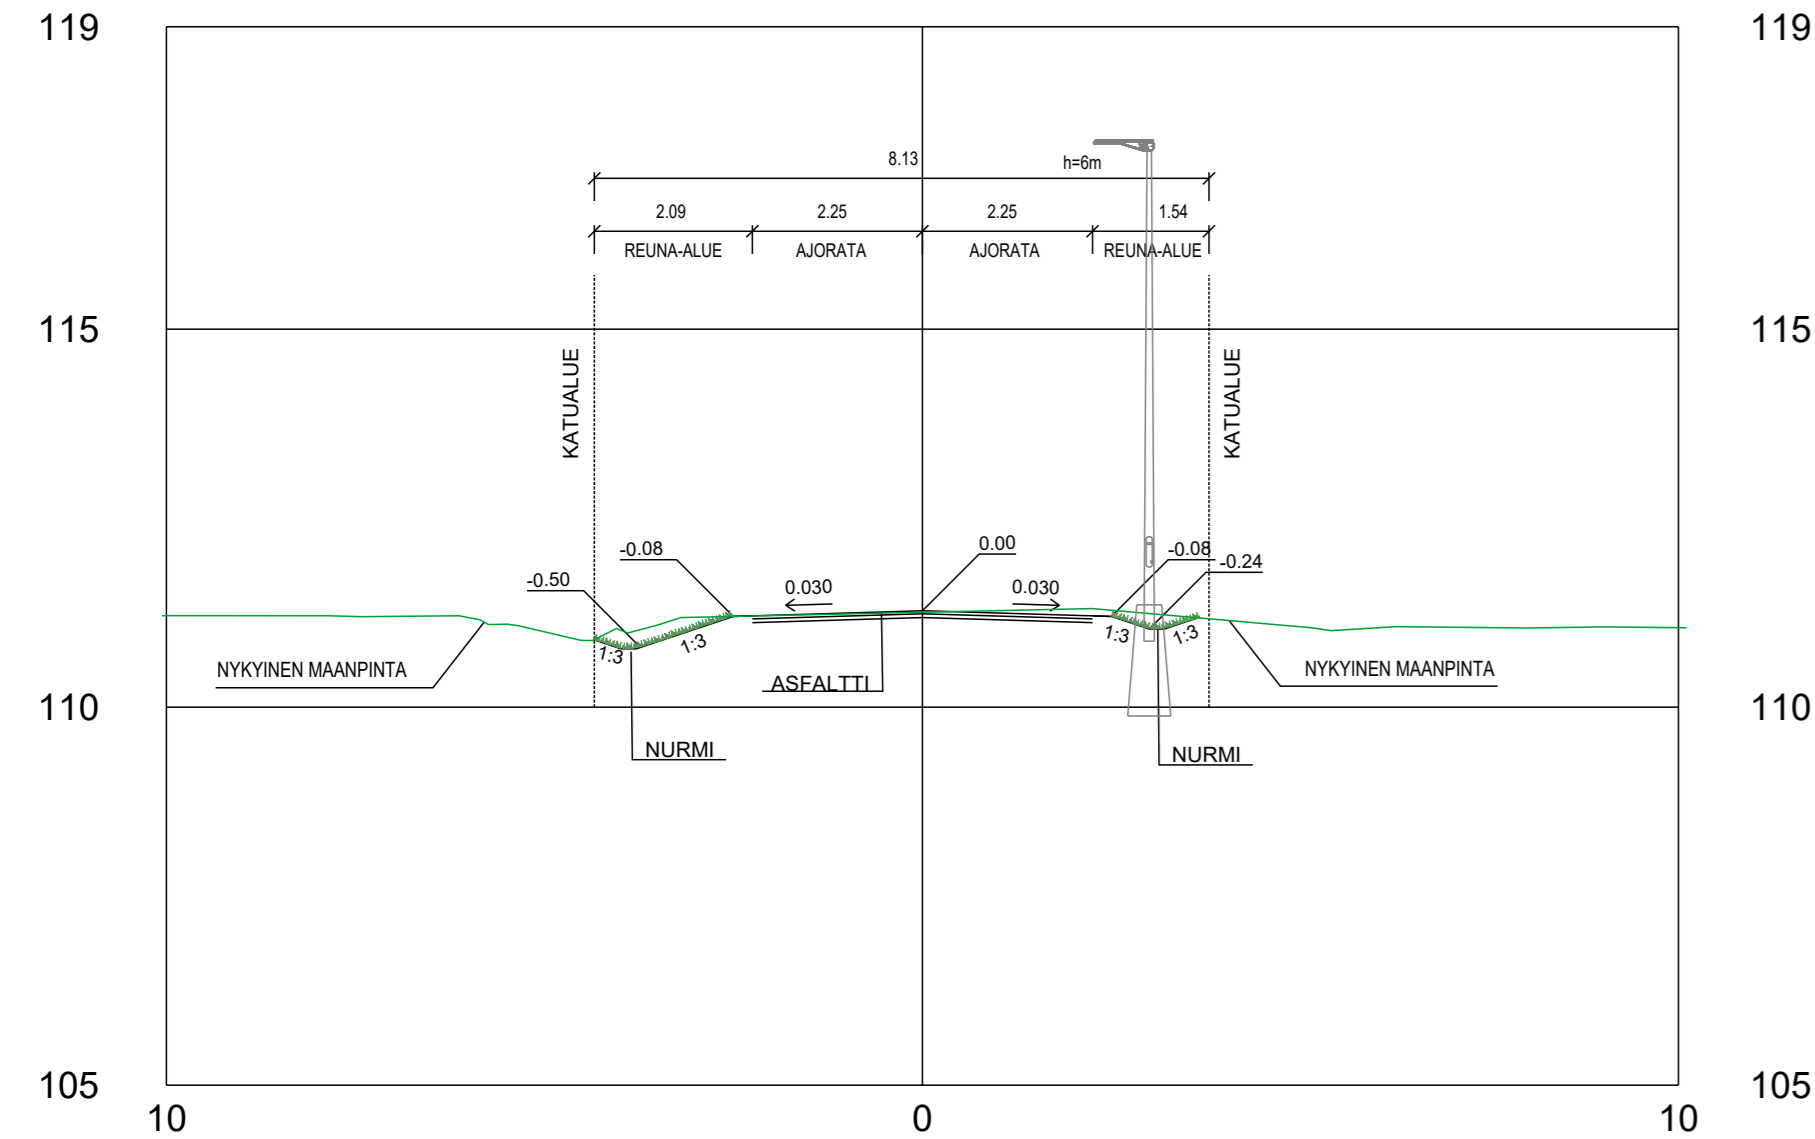 119 119
8.13 h=6m
2.09 2.25 2.25 1.54
REUNA-ALUE AJORATA AJORATA REUNA-ALUE
115 115
KATUALUE KATUALUE
-0.08 0.00 -0.08
-0.50 0.030 0.030 -0.24
1:3 1:3 1:3 1:3
NYKYINEN MAANPINTA ASFALTTI NYKYINEN MAANPINTA
110 110
NURMI NURMI
105 105
10 0 10